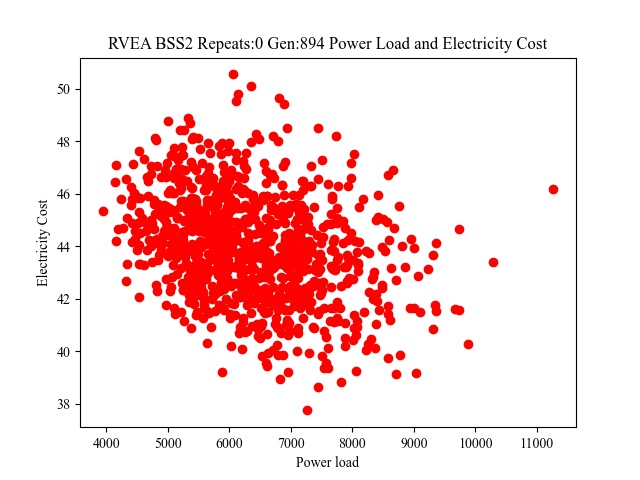 RVEA BSS2 Repeats:0 Gen:894 Power Load and Electricity Cost
50
48
46
44
42
40
38
Electricity Cost
4000 5000 6000 7000 8000 9000 10000 11000
Power load